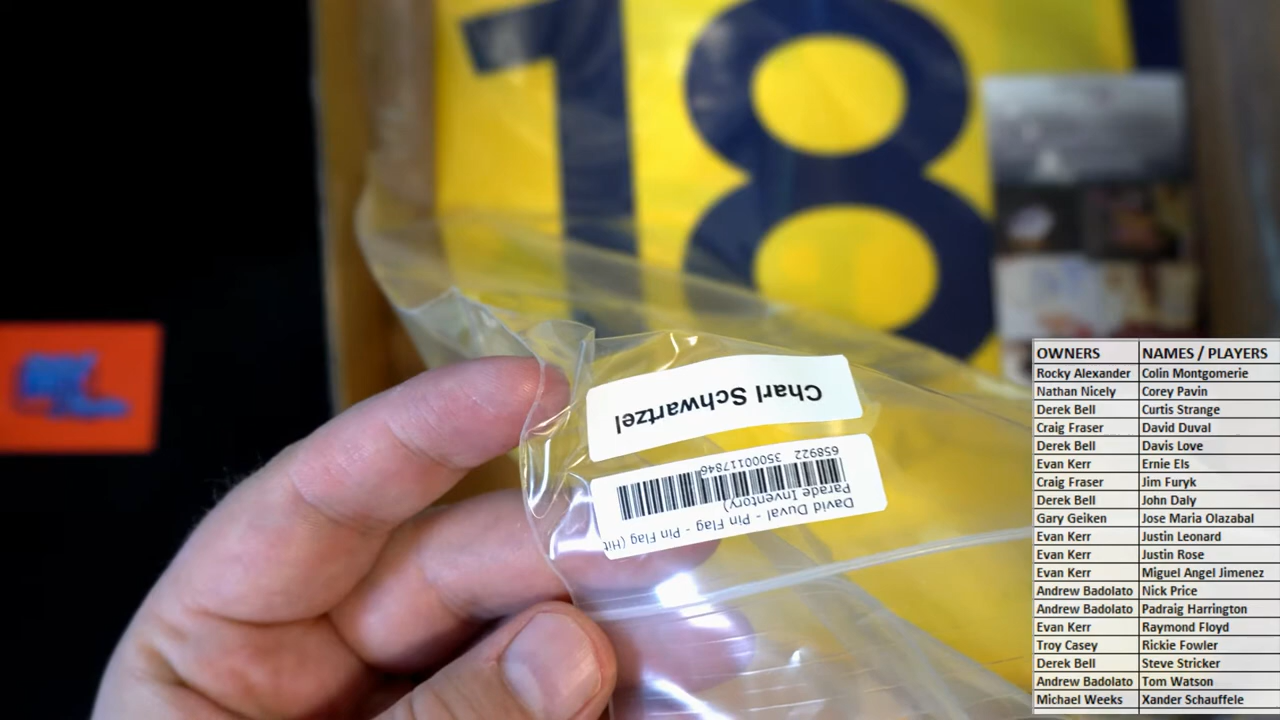 18
Charl Schwartzel
David Duval - Pin Flag - Pin Flag (Hit
Parade Inventory)
658922 3500011784
OWNERS NAMES / PLAYERS
Rocky Alexander Colin Montgomerie
Nathan Nicely Corey Pavin
Derek Bell Curtis Strange
Craig Fraser David Duval
Derek Bell Davis Love
Evan Kerr Ernie Els
Craig Fraser Jim Furyk
Derek Bell John Daly
Gary Geiken Jose Maria Olazabal
Evan Kerr Justin Leonard
Evan Kerr Justin Rose
Evan Kerr Miguel Angel Jimenez
Andrew Badolato Nick Price
Andrew Badolato Padraig Harrington
Evan Kerr Raymond Floyd
Troy Casey Rickie Fowler
Derek Bell Steve Stricker
Andrew Badolato Tom Watson
Michael Weeks Xander Schauffele